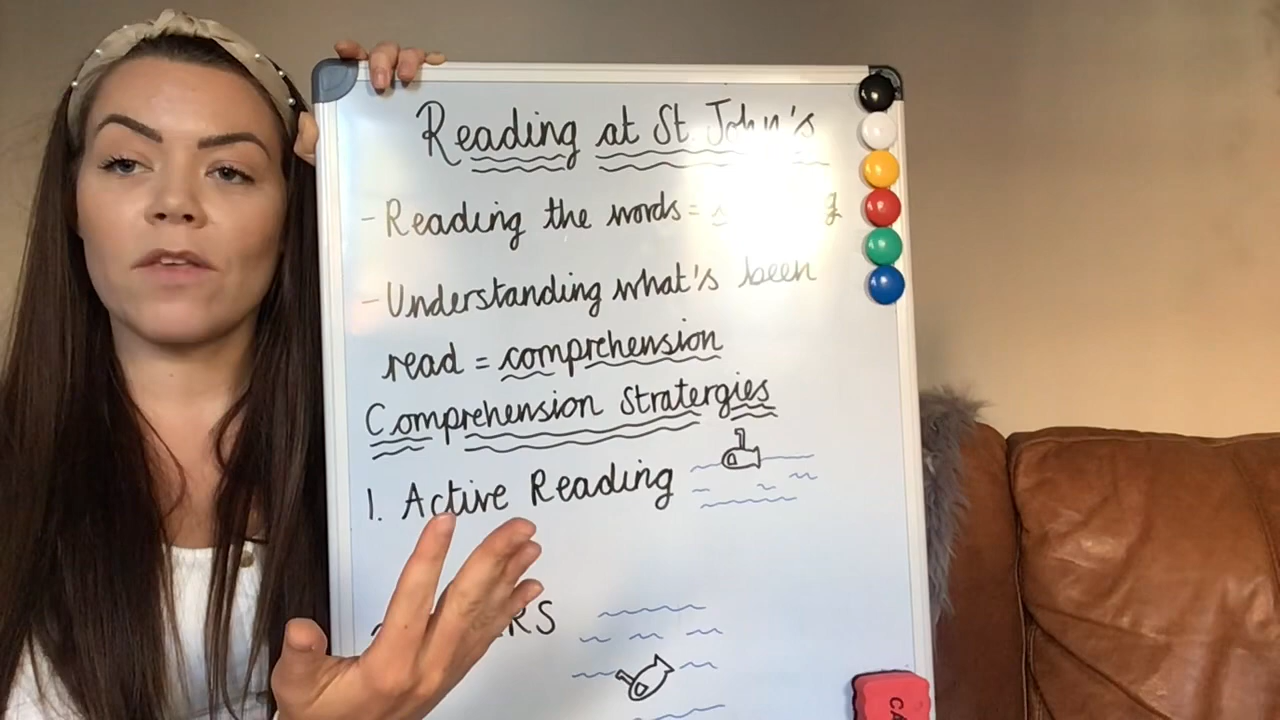 Reading at St. John's
- Reading the words =
- Understanding what's been
read = comprehension
Comprehension Stratergies
1. Active Reading